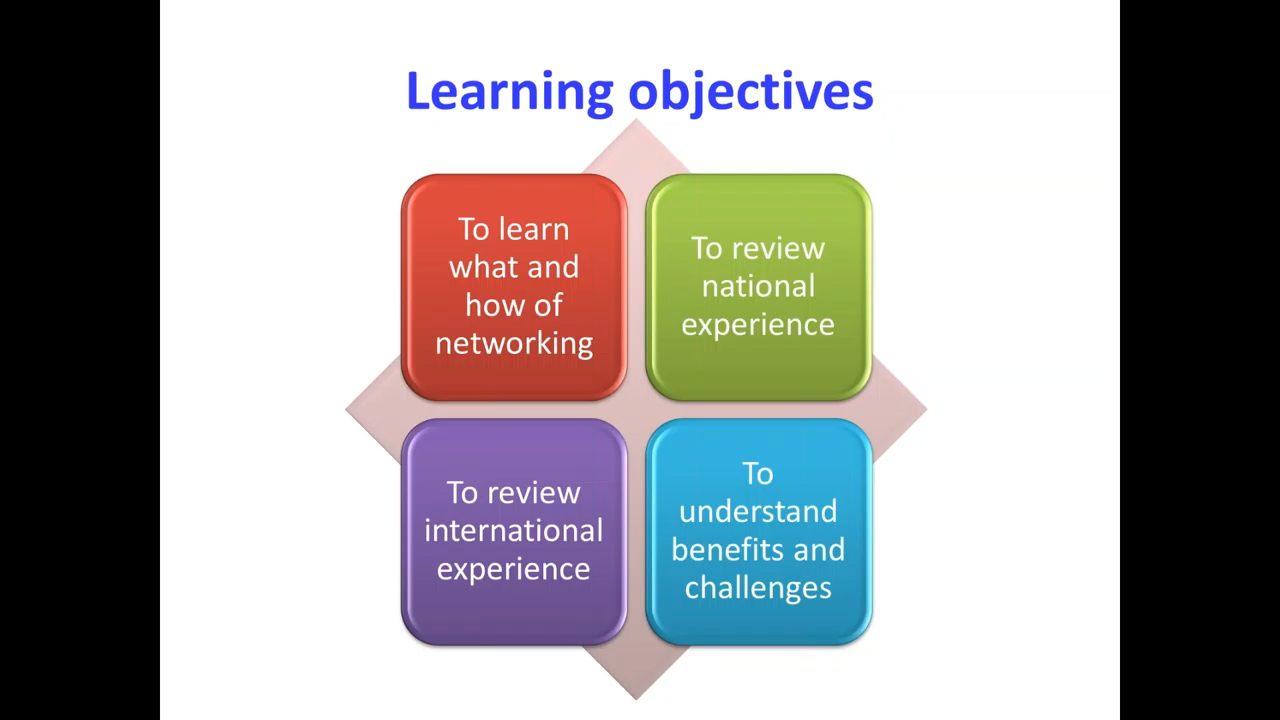 Learning objectives
To learn
what and
how of
networking
To review
national
experience
To review
international
experience
To
understand
benefits and
challenges